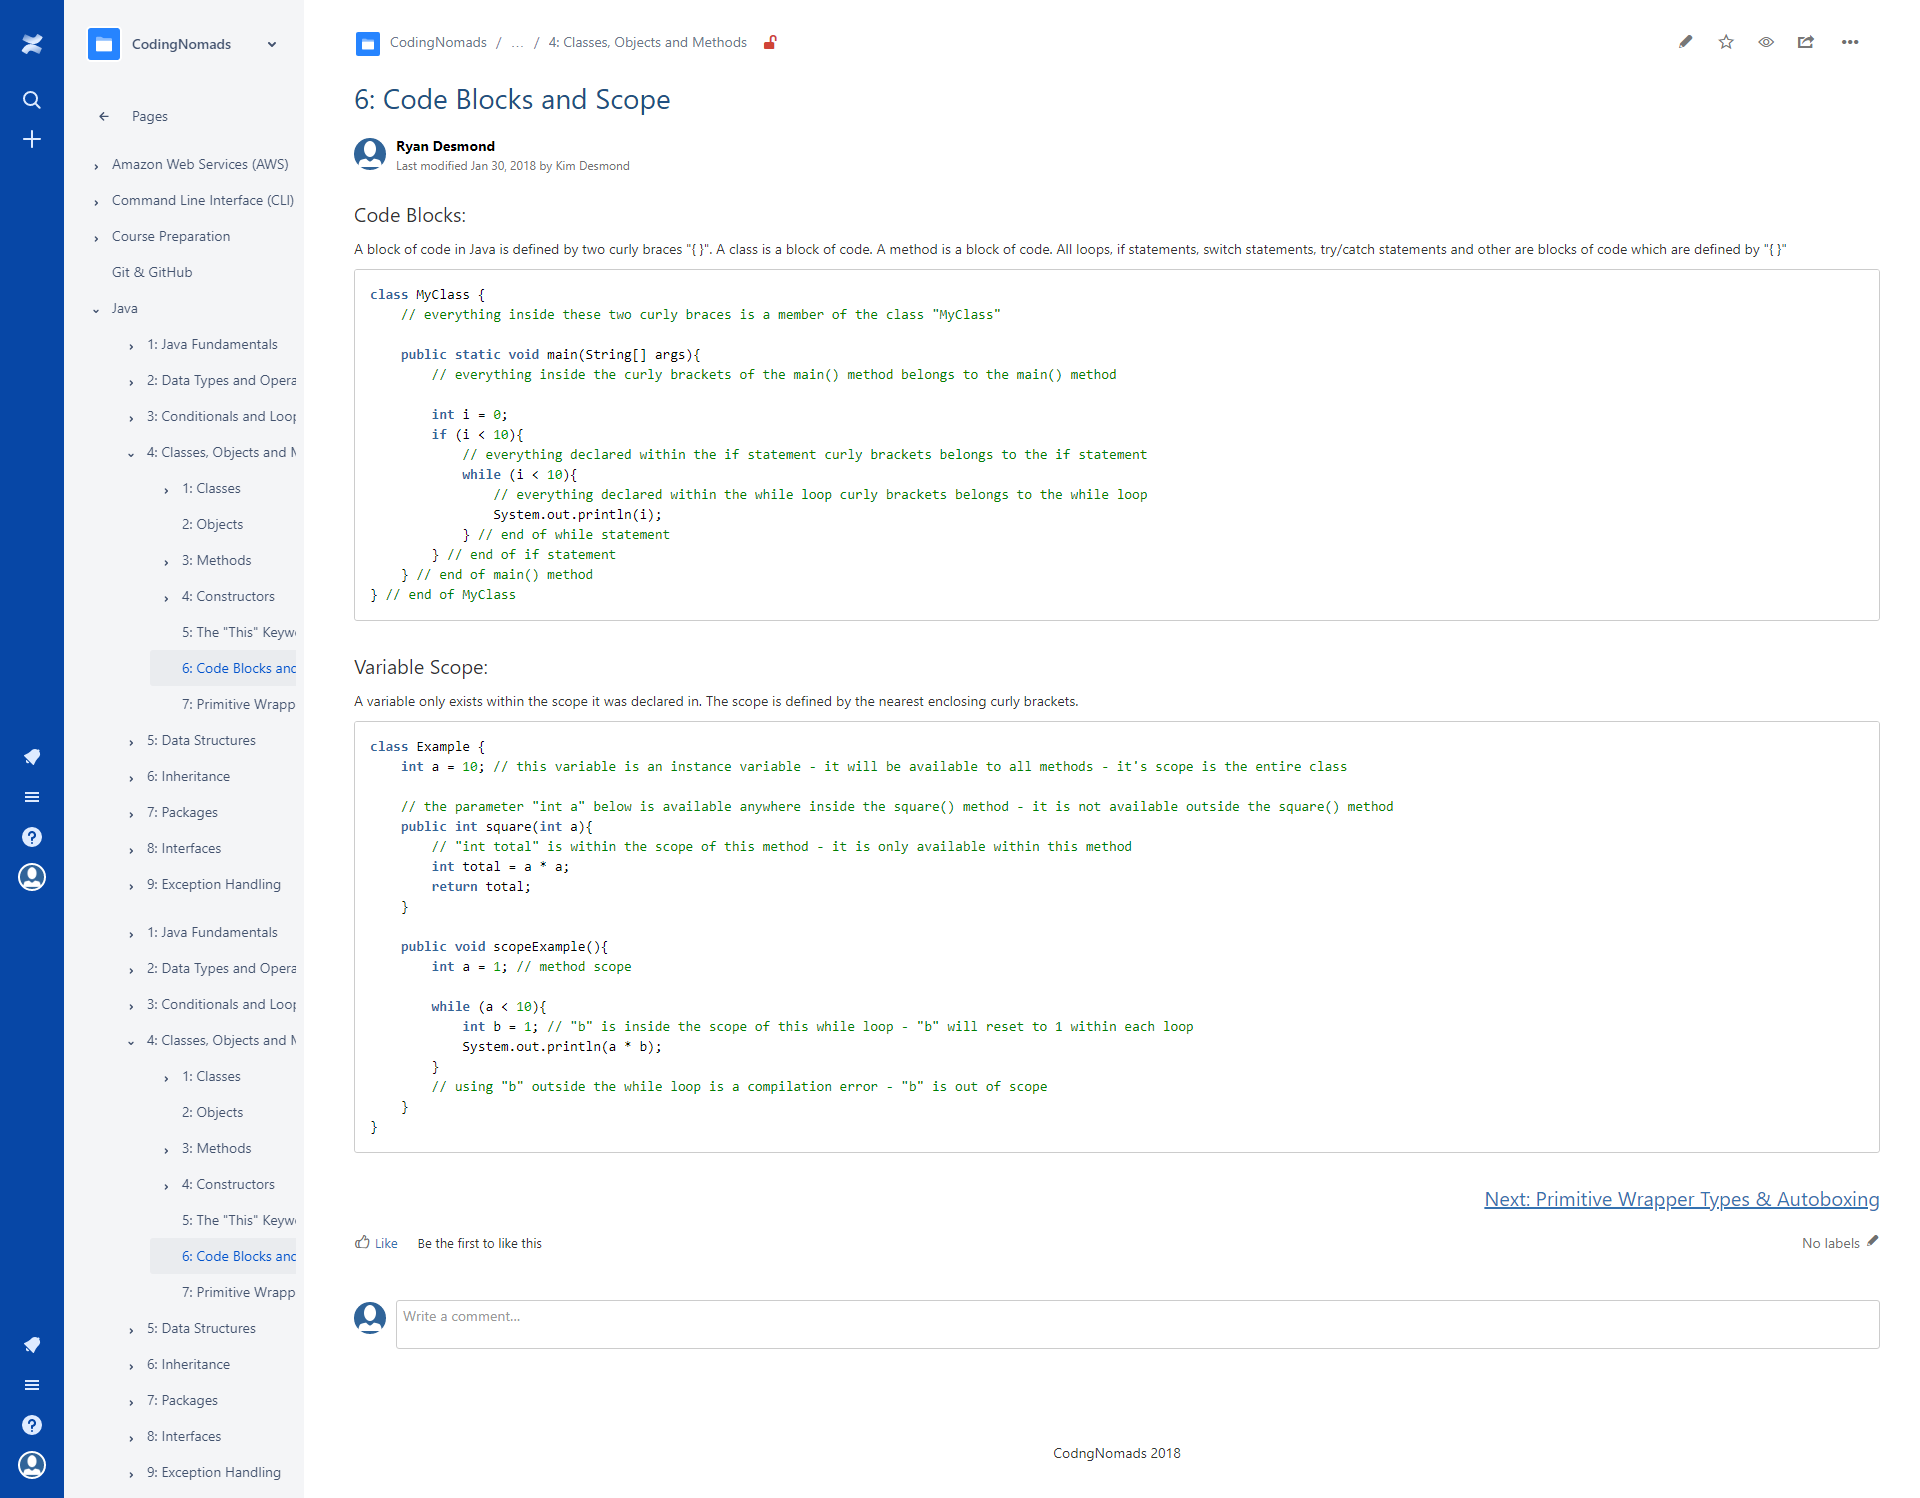 CodingNomads
Pages
Amazon Web Services (AWS)
Command Line Interface (CLI)
Course Preparation
Git & GitHub
Java
1: Java Fundamentals
2: Data Types and Opera
3: Conditionals and Loop
4: Classes, Objects and M
1: Classes
2: Objects
3: Methods
4: Constructors
5: The "This" Keyw
6: Code Blocks and
7: Primitive Wrapp
5: Data Structures
6: Inheritance
7: Packages
8: Interfaces
9: Exception Handling
1: Java Fundamentals
2: Data Types and Opera
3: Conditionals and Loop
4: Classes, Objects and M
1: Classes
2: Objects
3: Methods
4: Constructors
5: The "This" Keyw
6: Code Blocks and
7: Primitive Wrapp
5: Data Structures
6: Inheritance
7: Packages
8: Interfaces
9: Exception Handling
CodingNomads / ... / 4: Classes, Objects and Methods
6: Code Blocks and Scope
Ryan Desmond
Last modified Jan 30, 2018 by Kim Desmond
Code Blocks:
A block of code in Java is defined by two curly braces "{ }". A class is a block of code. A method is a block of code. All loops, if statements, switch statements, try/catch statements and other are blocks of code which are defined by "{ }"
class MyClass {
    // everything inside these two curly braces is a member of the class "MyClass"
    public static void main(String[] args){
        // everything inside the curly brackets of the main() method belongs to the main() method
        int i = 0;
        if (i < 10){
            // everything declared within the if statement curly brackets belongs to the if statement
            while (i < 10){
                // everything declared within the while loop curly brackets belongs to the while loop
                System.out.println(i);
            } // end of while statement
        } // end of if statement
    } // end of main() method
} // end of MyClass
Variable Scope:
A variable only exists within the scope it was declared in. The scope is defined by the nearest enclosing curly brackets.
class Example {
    int a = 10; // this variable is an instance variable - it will be available to all methods - it's scope is the entire class
    // the parameter "int a" below is available anywhere inside the square() method - it is not available outside the square() method
    public int square(int a){
        // "int total" is within the scope of this method - it is only available within this method
        int total = a * a;
        return total;
    }
    public void scopeExample(){
        int a = 1; // method scope
        while (a < 10){
            int b = 1; // "b" is inside the scope of this while loop - "b" will reset to 1 within each loop
            System.out.println(a * b);
        }
        // using "b" outside the while loop is a compilation error - "b" is out of scope
    }
}
Next: Primitive Wrapper Types & Autoboxing
Like Be the first to like this
No labels
Write a comment...
CodngNomads 2018